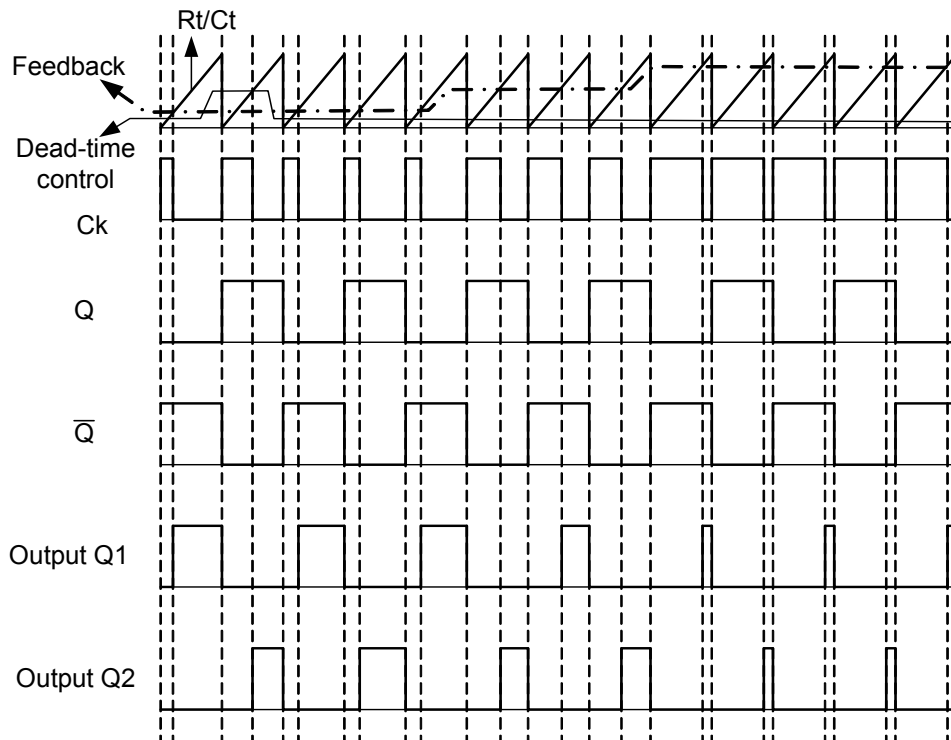 Rt/Ct
Feedback
Dead-time
control
Ck
Q
Q̅
Output Q1
Output Q2